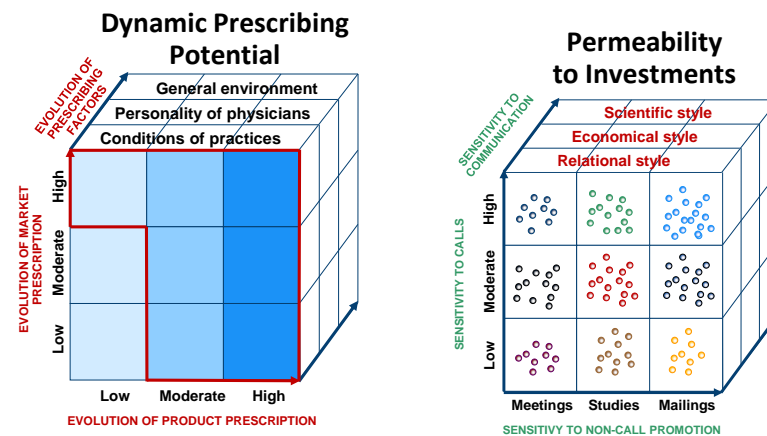 Dynamic Prescribing
Potential
EVOLUTION OF
PRESCRIBING
FACTORS
General environment
Personality of physicians
Conditions of practices
EVOLUTION OF MARKET
PRESCRIPTION
High
Moderate
Low
Low
Moderate
High
EVOLUTION OF PRODUCT PRESCRIPTION
Permeability
to Investments
SENSITIVITY TO
COMMUNICATION
Scientific style
Economical style
Relational style
SENSITIVITY TO CALLS
High
Moderate
Low
Meetings
Studies
Mailings
SENSITIVY TO NON-CALL PROMOTION